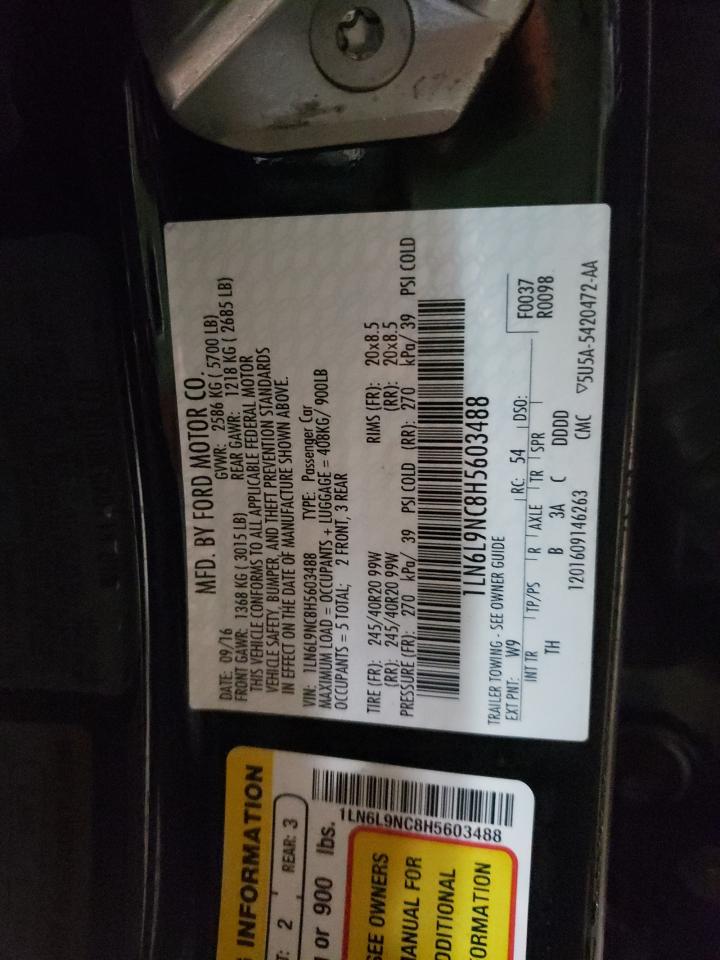 MFD. BY FORD MOTOR CO.
DATE: 09/16 GVWR: 2586 KG ( 5700 LB)
FRONT GAWR: 1368 KG ( 3015 LB) REAR GAWR: 1218 KG ( 2685 LB)
THIS VEHICLE CONFORMS TO ALL APPLICABLE FEDERAL MOTOR
VEHICLE SAFETY, BUMPER, AND THEFT PREVENTION STANDARDS
IN EFFECT ON THE DATE OF MANUFACTURE SHOWN ABOVE.
VIN: 1LN6L9NC8H5603488 TYPE: Passenger Car
MAXIMUM LOAD = OCCUPANTS + LUGGAGE = 408KG/ 900LB
OCCUPANTS = 5 TOTAL; 2 FRONT, 3 REAR
TIRE (FR): 245/40R20 99W RIMS (FR): 20x8.5
(RR): 245/40R20 99W (RR): 20x8.5
PRESSURE (FR): 270 kPa/ 39 PSI COLD (RR): 270 kPa/ 39 PSI COLD
1LN6L9NC8H5603488
TRAILER TOWING - SEE OWNER GUIDE
EXT PNT: W9 RC: 54 DSO: F0037
R0098
INT TR TP/PS R AXLE TR SPR
TH B 3A C DDDD
1201609146263 CMC ▽5U5A-5420472-AA
INFORMATION
2 REAR: 3
or 900 lbs.
1LN6L9NC8H5603488
SEE OWNERS
MANUAL FOR
ADDITIONAL